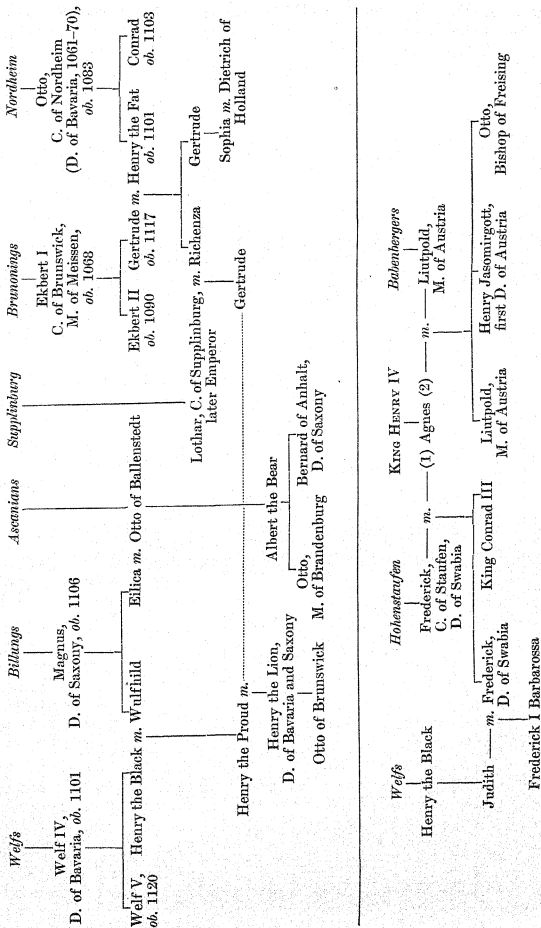 Welfs
Billungs
Ascanians
Supplinburg
Brunonings
Nordheim
Welf IV,
D. of Bavaria, ob. 1101
Magnus,
D. of Saxony, ob. 1106
Ekbert I
C. of Brunswick,
M. of Meissen,
ob. 1068
Otto,
C. of Nordheim
(D. of Bavaria, 1061–70),
ob. 1083
Welf V,
ob. 1120
Henry the Black m. Wulfhild
Eilica m. Otto of Ballenstedt
Ekbert II
ob. 1090
Gertrude m. Henry the Fat
ob. 1117
ob. 1101
Conrad
ob. 1103
Lothar, C. of Supplinburg, m. Richenza
later Emperor
Gertrude
Henry the Proud m.
Gertrude
Sophia m. Dietrich of
Holland
Albert the Bear
Henry the Lion,
D. of Bavaria and Saxony
Otto,
M. of Brandenburg
Bernard of Anhalt,
D. of Saxony
Otto of Brunswick
Welfs
Hohenstaufen
KING HENRY IV
Babenbergers
Henry the Black
Frederick, — m. — (1) Agnes (2) — m. — Liutpold,
C. of Staufen,
D. of Swabia
M. of Austria
Judith — m. Frederick,
D. of Swabia
King Conrad III
Liutpold,
M. of Austria
Henry Jasomirgott,
first D. of Austria
Otto,
Bishop of Freising
Frederick I Barbarossa